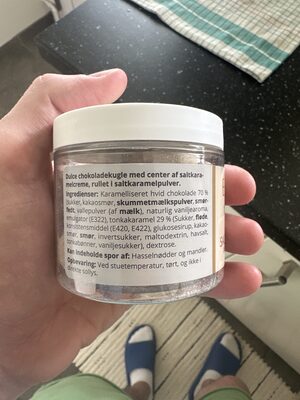 Dulce chokoladekugle med center af saltkara-
melcreme, rullet i saltkaramelpulver.
Ingredienser: Karamelliseret hvid chokolade 70 %
(sukker, kakaosmør, skummetmælkspulver, smør-
fedt, vallepulver (af mælk), naturlig vaniljearoma,
emulgator (E322), tonkakaramel 29 % (Sukker, fløde,
konsistensmiddel (E420, E422), glukosesirup, kakao-
smør, smør, invertsukker, maltodextrin, havsalt,
tonkabønner, vaniljesukker), dextrose.
Kan indeholde spor af: Hasselnødder og mandler.
Opbevaring: Ved stuetemperatur, tørt, og ikke i
direkte sollys.